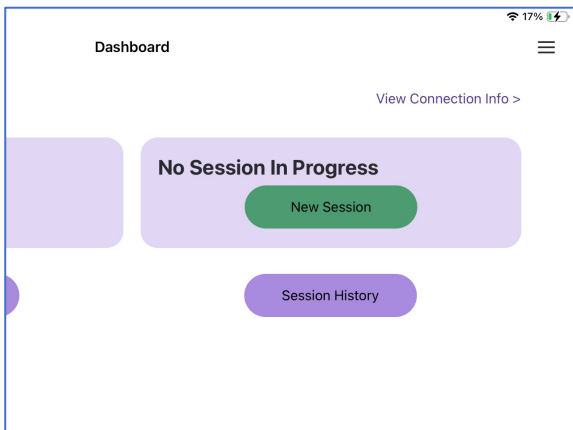 17%
Dashboard
View Connection Info >
No Session In Progress
New Session
Session History